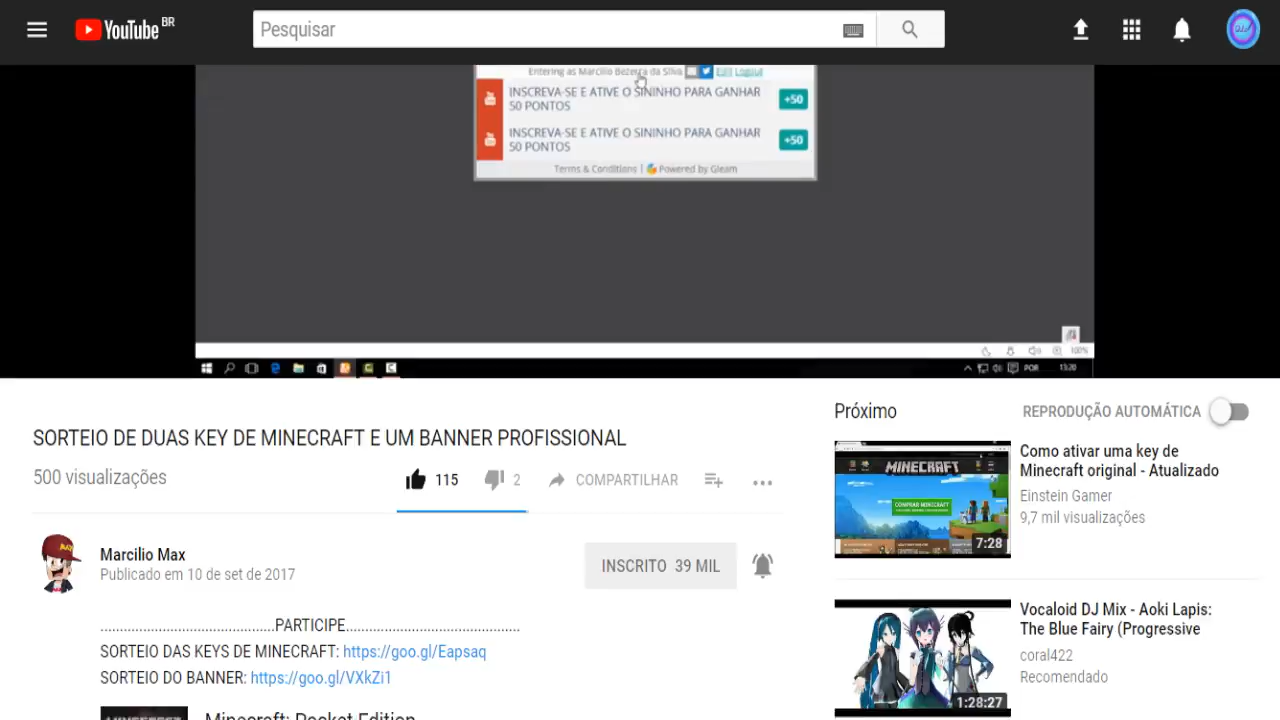 YouTube BR
Pesquisar
Entering as Marcilio Bezerra da Silva Logout
INSCREVA-SE E ATIVE O SININHO PARA GANHAR
50 PONTOS
+50
INSCREVA-SE E ATIVE O SININHO PARA GANHAR
50 PONTOS
+50
Terms & Conditions | Powered by Gleam
100%
POR 13:20
SORTEIO DE DUAS KEY DE MINECRAFT E UM BANNER PROFISSIONAL
500 visualizações
115
2
COMPARTILHAR
Marcilio Max
Publicado em 10 de set de 2017
INSCRITO 39 MIL
...........................................PARTICIPE...........................................
SORTEIO DAS KEYS DE MINECRAFT: https://goo.gl/Eapsaq
SORTEIO DO BANNER: https://goo.gl/VXkZi1
Minecraft: Pocket Edition
Próximo
REPRODUÇÃO AUTOMÁTICA
MINECRAFT
COMPRAR MINECRAFT
7:28
Como ativar uma key de
Minecraft original - Atualizado
Einstein Gamer
9,7 mil visualizações
1:28:27
Vocaloid DJ Mix - Aoki Lapis:
The Blue Fairy (Progressive
coral422
Recomendado